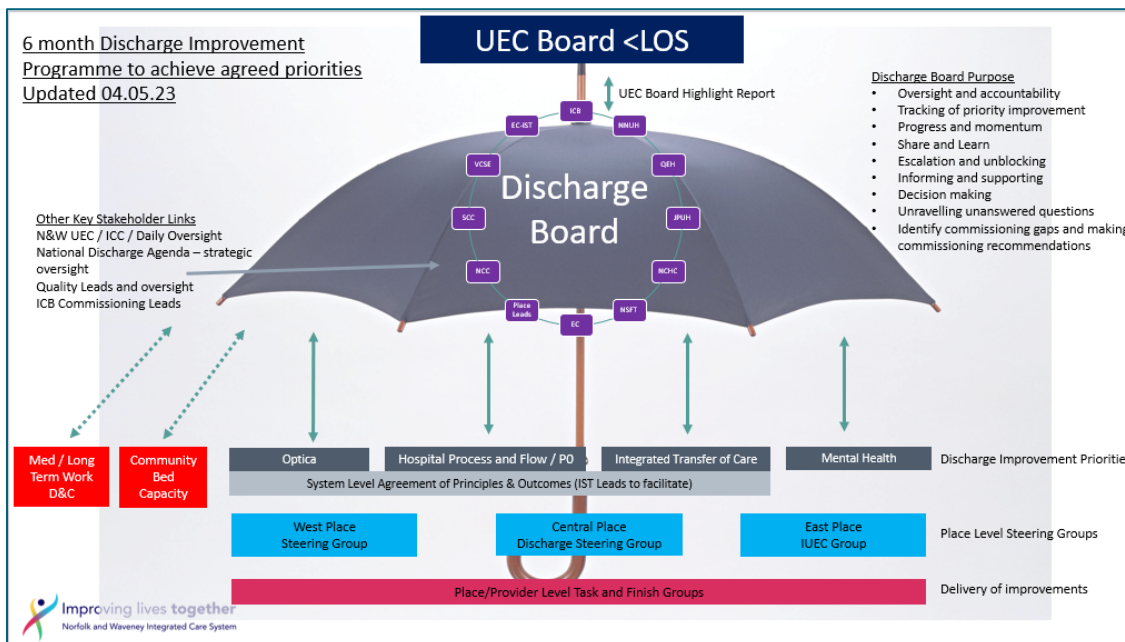 6 month Discharge Improvement
Programme to achieve agreed priorities
Updated 04.05.23
UEC Board <LOS
UEC Board Highlight Report
Discharge Board Purpose
• Oversight and accountability
• Tracking of priority improvement
• Progress and momentum
• Share and Learn
• Escalation and unblocking
• Informing and supporting
• Decision making
• Unravelling unanswered questions
• Identify commissioning gaps and making
commissioning recommendations
ICB
NNUH
QEH
JPUH
NCHC
NSFT
EC
Place
Leads
NCC
SCC
VCSE
EC-IST
Discharge
Board
Other Key Stakeholder Links
N&W UEC / ICC / Daily Oversight
National Discharge Agenda – strategic
oversight
Quality Leads and oversight
ICB Commissioning Leads
Med / Long
Term Work
D&C
Community
Bed
Capacity
Optica
Hospital Process and Flow / P0
Integrated Transfer of Care
Mental Health
Discharge Improvement Priorities
System Level Agreement of Principles & Outcomes (IST Leads to facilitate)
West Place
Steering Group
Central Place
Discharge Steering Group
East Place
IUEC Group
Place Level Steering Groups
Place/Provider Level Task and Finish Groups
Delivery of improvements
Improving lives together
Norfolk and Waveney Integrated Care System